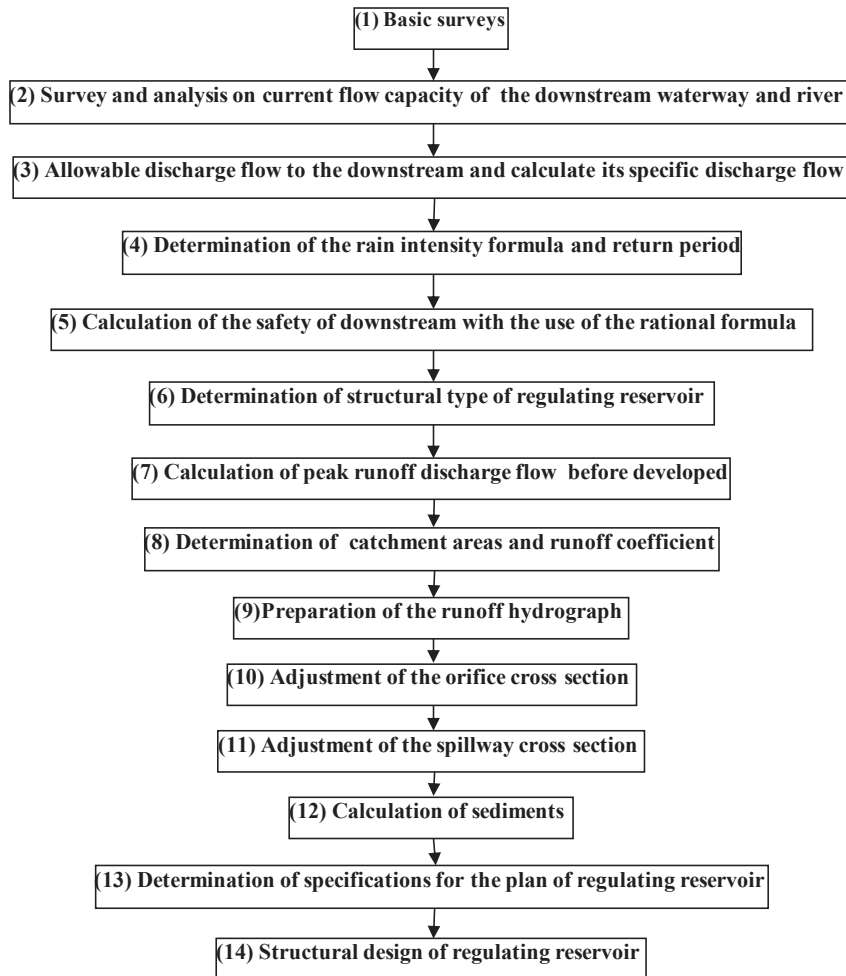 (1) Basic surveys
(2) Survey and analysis on current flow capacity of the downstream waterway and river
(3) Allowable discharge flow to the downstream and calculate its specific discharge flow
(4) Determination of the rain intensity formula and return period
(5) Calculation of the safety of downstream with the use of the rational formula
(6) Determination of structural type of regulating reservoir
(7) Calculation of peak runoff discharge flow before developed
(8) Determination of catchment areas and runoff coefficient
(9)Preparation of the runoff hydrograph
(10) Adjustment of the orifice cross section
(11) Adjustment of the spillway cross section
(12) Calculation of sediments
(13) Determination of specifications for the plan of regulating reservoir
(14) Structural design of regulating reservoir